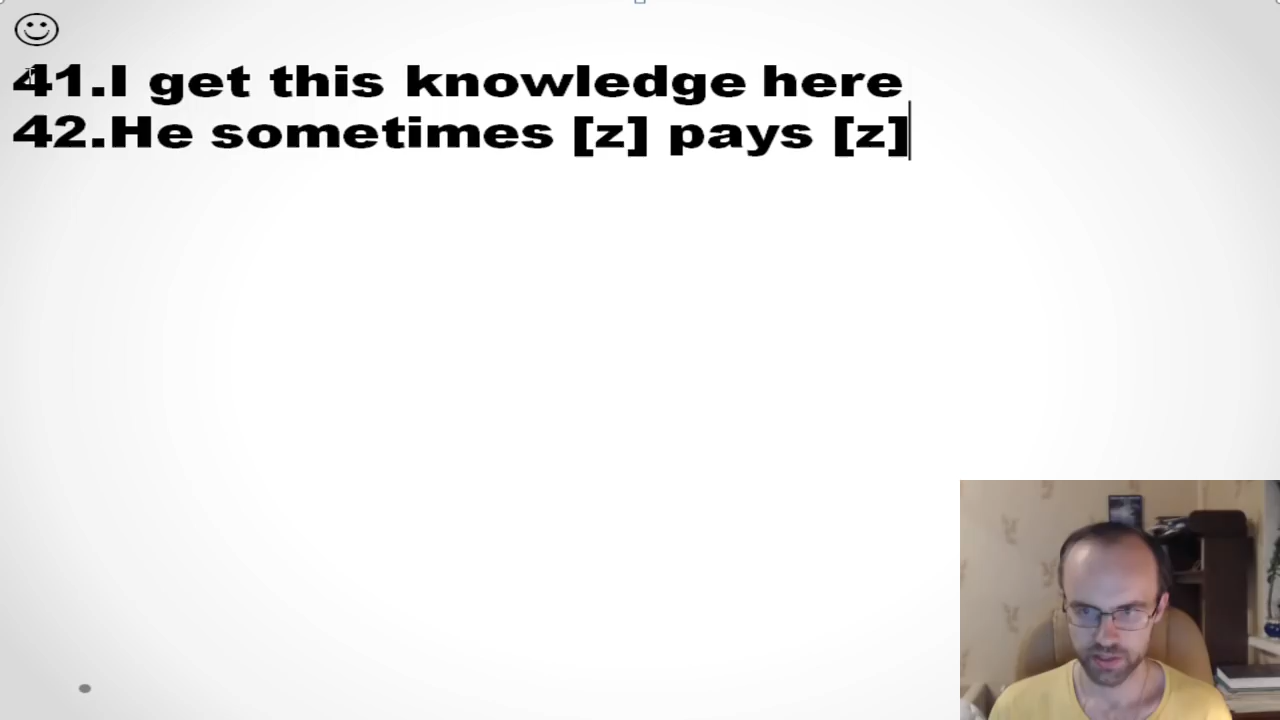 41.I get this knowledge here
42.He sometimes [z] pays [z]